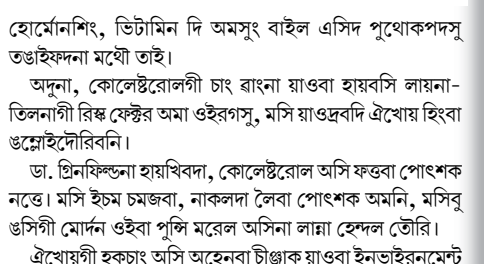 হোর্মোনশিং, ভিটামিন দি অমসুং বাইল এসিদ পুথোকপদসু
তঙাইফদনা মথৌ তাই।
অদুনা, কোলেষ্টরোলগী চাং ৱাংনা য়াওবা হায়বসি লায়না-
তিলনাগী রিস্ক ফেক্টর অমা ওইরগসু, মসি য়াওদ্রবদি ঐখোয় হিংবা
ঙম্লোইদৌরিবনি।
ডা. গ্রিনফিল্ডনা হায়খিবদা, কোলেষ্টরোল অসি ফত্তবা পোৎশক
নত্তে। মসি ইচম চমজবা, নাকলদা লৈবা পোৎশক অমনি, মসিবু
ঙসিগী মোর্দন ওইবা পুন্সি মরেল অসিনা লান্না হেন্দল তৌরি।
ঐখোয়গী হকচাং অসি অহেনবা চীঞ্জাক য়াওবা ইনভাইরনমেন্ট